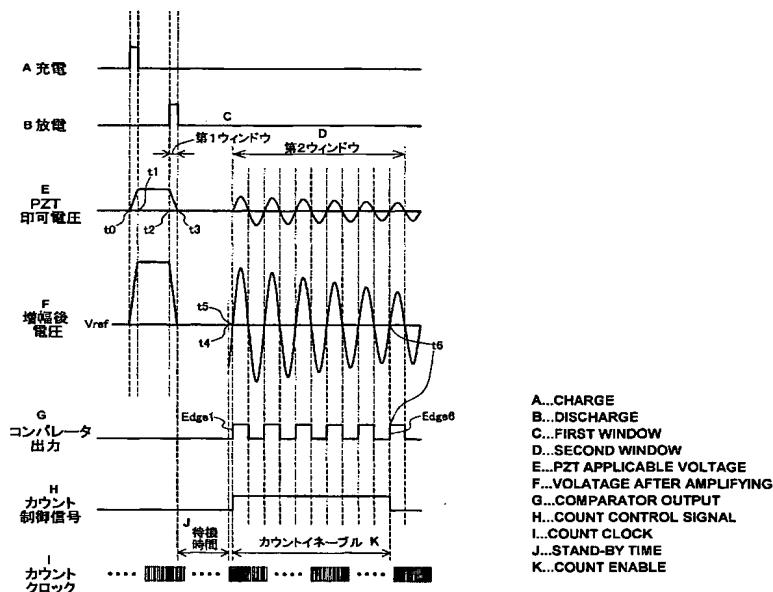 A 充電
B 放電
C
第1ウィンドウ
D
第2ウィンドウ
E
PZT
印可電圧
t0
t1
t2
t3
F
増幅後
電圧
Vref
t5
t4
t6
G
コンパレータ
出力
Edge1
Edge6
H
カウント
制御信号
J
待機
時間
カウントイネーブル K
I
カウント
クロック
A...CHARGE
B...DISCHARGE
C...FIRST WINDOW
D...SECOND WINDOW
E...PZT APPLICABLE VOLTAGE
F...VOLATAGE AFTER AMPLIFYING
G...COMPARATOR OUTPUT
H...COUNT CONTROL SIGNAL
I...COUNT CLOCK
J...STAND-BY TIME
K...COUNT ENABLE